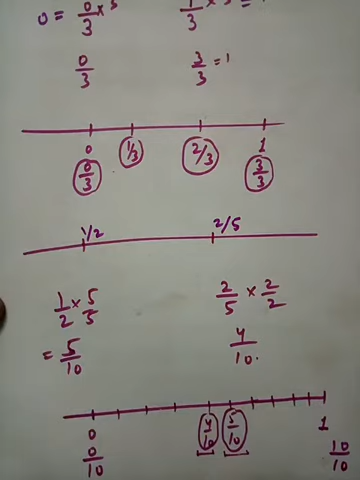 0 = 0/3 × 3
1/3 ×
0/3
3/3 = 1
0 1/3 2/3 1
0/3 3/3
1/2 2/5
1/2 × 5/5
2/5 × 2/2
= 5/10
4/10.
0 4/10 5/10 1
0/10 10/10